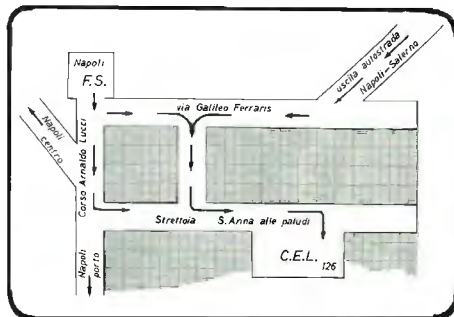 Napoli
F.S.
uscita autostrada
Napoli-Salerno
via Galileo Ferraris
Napoli
centro
Corso Arnaldo Lucci
Strettoia S. Anna alle paludi
C.E.L. 126
Napoli
porto